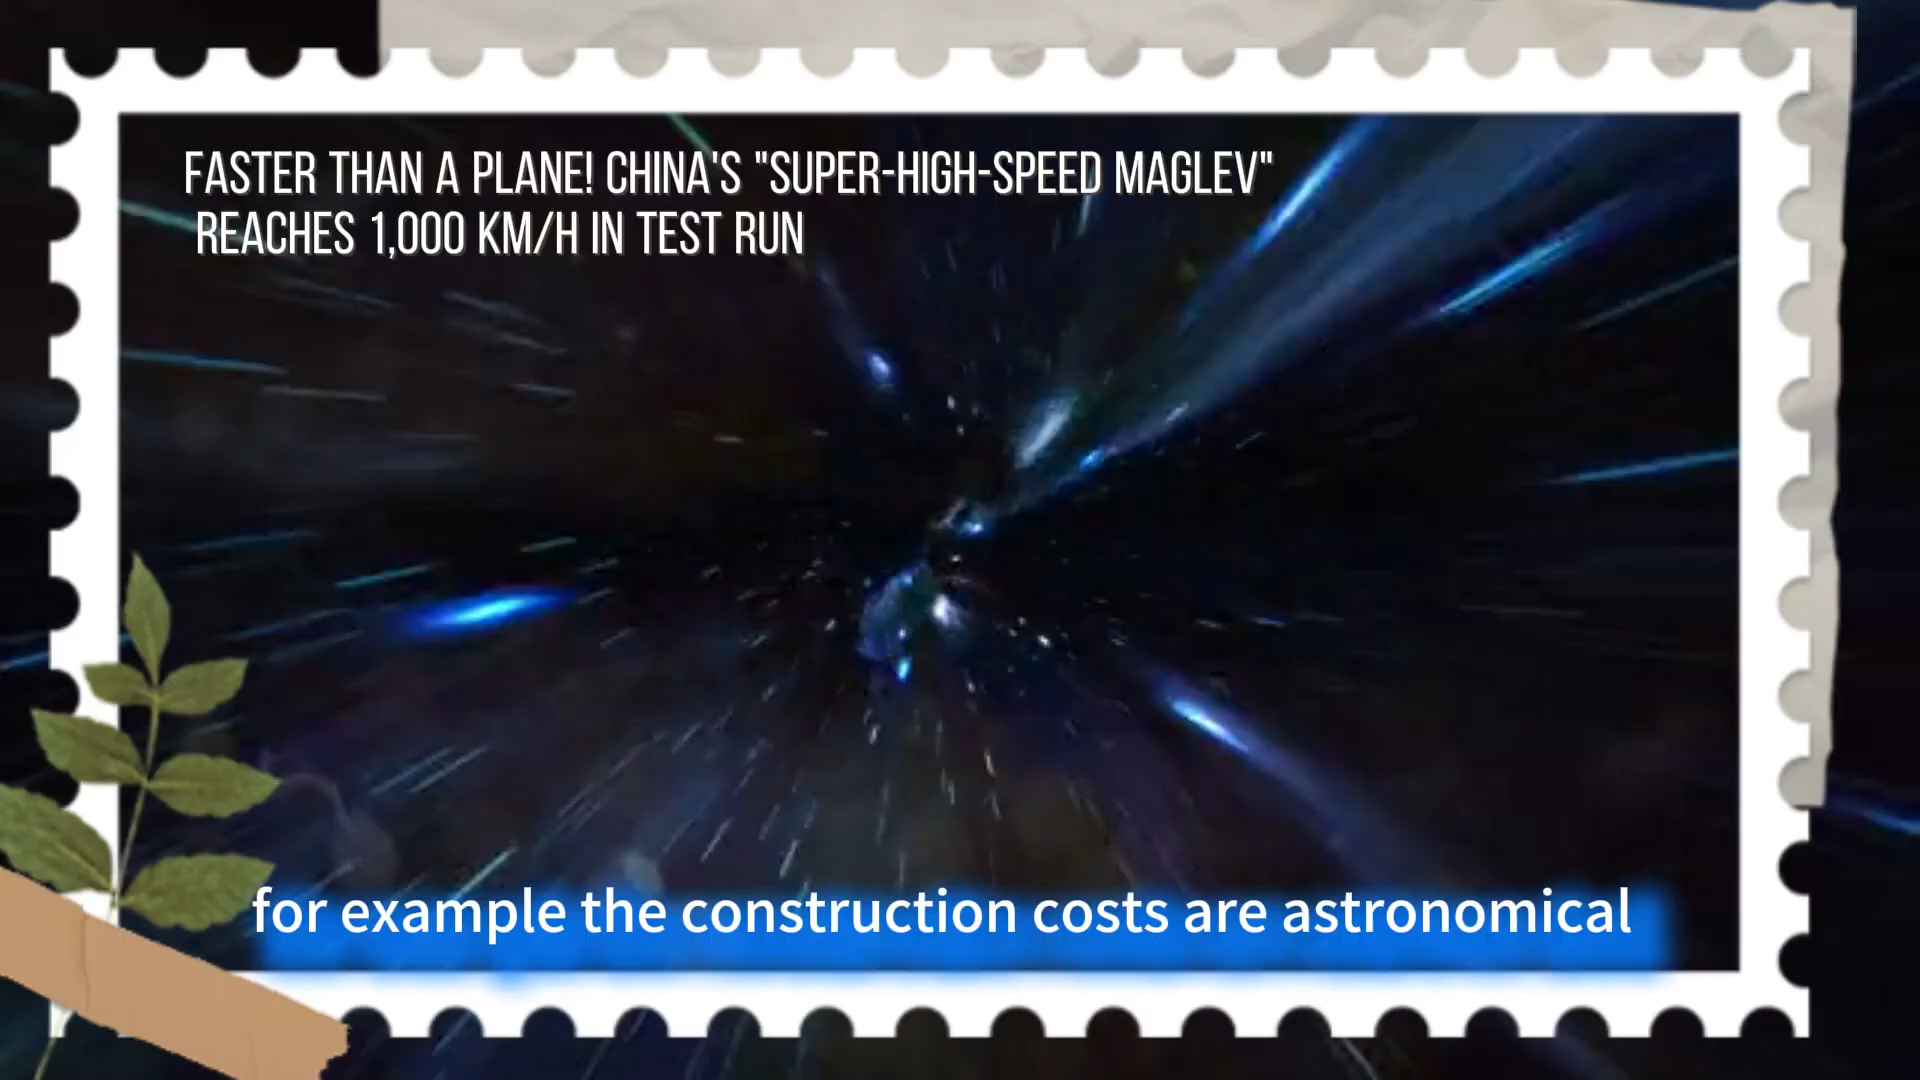 FASTER THAN A PLANE! CHINA'S "SUPER-HIGH-SPEED MAGLEV"
REACHES 1,000 KM/H IN TEST RUN
for example the construction costs are astronomical